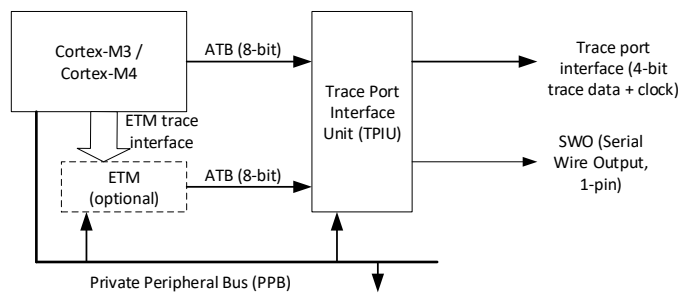 Cortex-M3 /
Cortex-M4
ATB (8-bit)
Trace Port
Interface
Unit (TPIU)
Trace port
interface (4-bit
trace data + clock)
ETM trace
interface
SWO (Serial
Wire Output,
1-pin)
ETM
(optional)
ATB (8-bit)
Private Peripheral Bus (PPB)